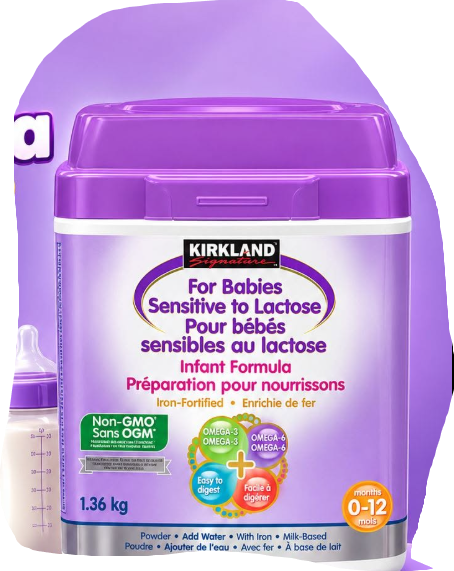 a
KIRKLAND
Signature™
For Babies
Sensitive to Lactose
Pour bébés
sensibles au lactose
Infant Formula
Préparation pour nourrissons
Iron-Fortified • Enrichie de fer
Non-GMO*
Sans OGM*
OMEGA-3
OMEGA-3
OMEGA-6
OMEGA-6
Easy to
digest
Facile à
digérer
1.36 kg
months
0-12
mois
Powder • Add Water • With Iron • Milk-Based
Poudre • Ajouter de l'eau • Avec fer • À base de lait